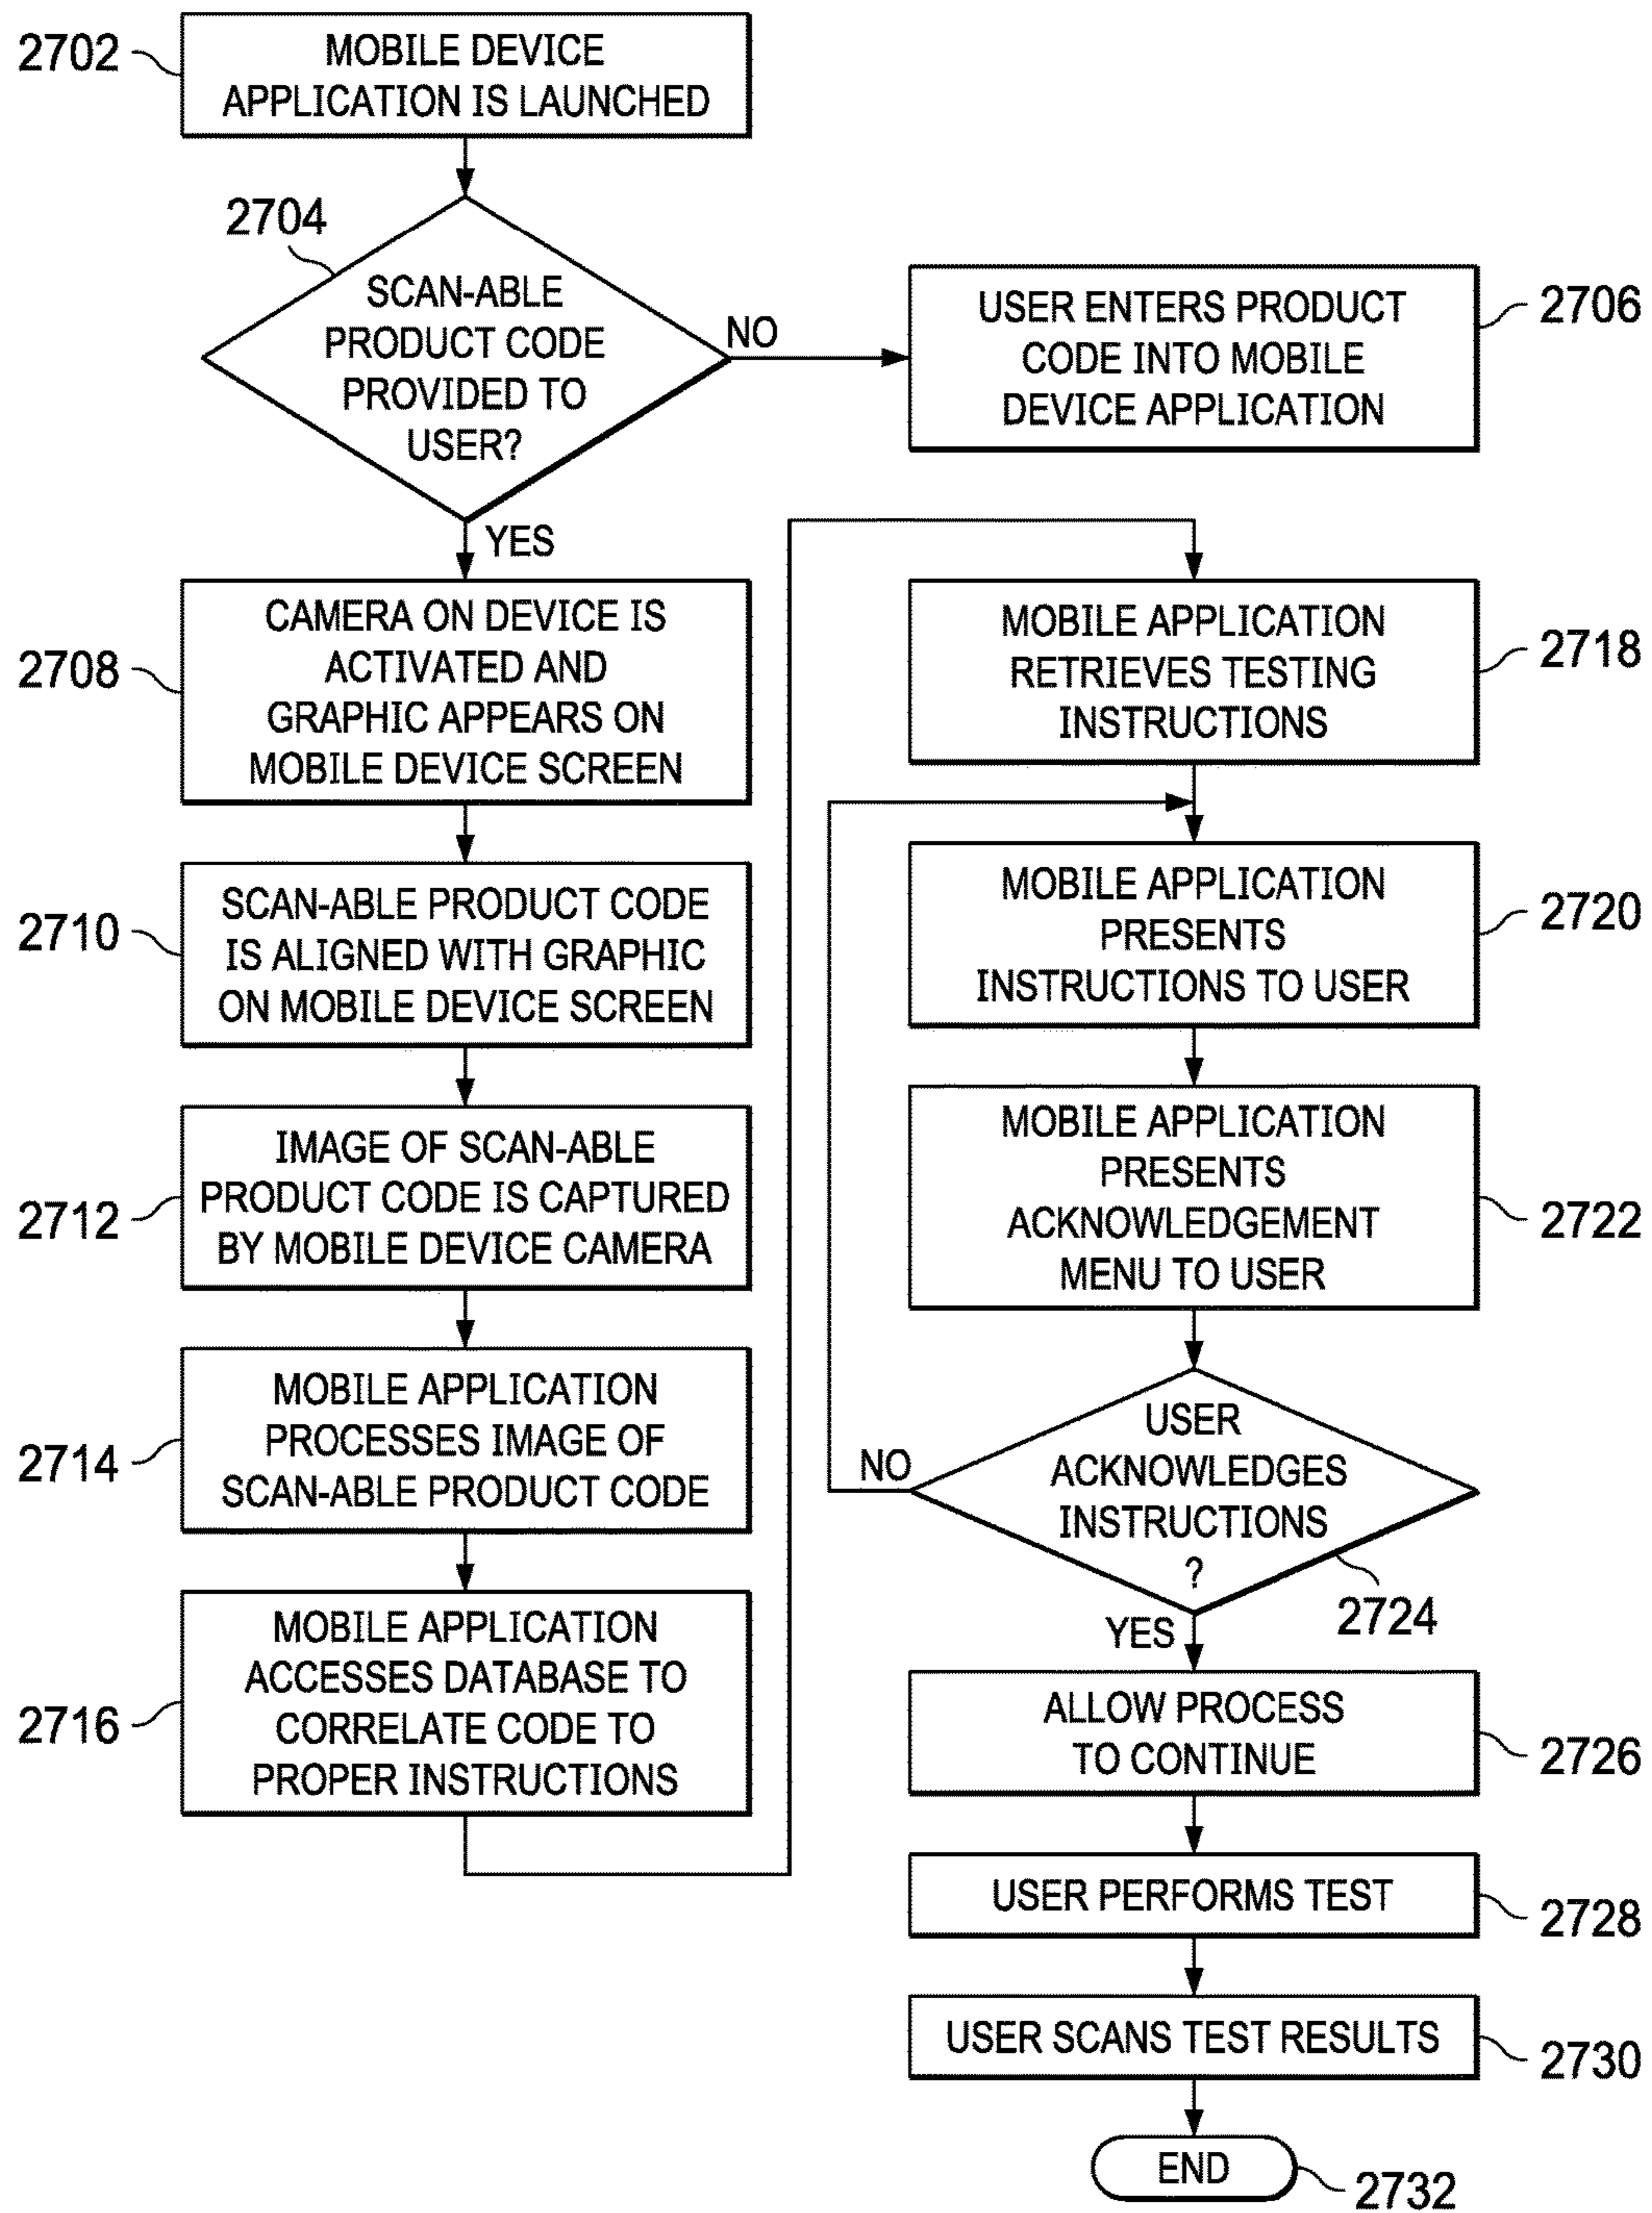 2702
MOBILE DEVICE
APPLICATION IS LAUNCHED
2704
SCAN-ABLE
PRODUCT CODE
PROVIDED TO
USER?
NO
2706
USER ENTERS PRODUCT
CODE INTO MOBILE
DEVICE APPLICATION
YES
2708
CAMERA ON DEVICE IS
ACTIVATED AND
GRAPHIC APPEARS ON
MOBILE DEVICE SCREEN
2710
SCAN-ABLE PRODUCT CODE
IS ALIGNED WITH GRAPHIC
ON MOBILE DEVICE SCREEN
2712
IMAGE OF SCAN-ABLE
PRODUCT CODE IS CAPTURED
BY MOBILE DEVICE CAMERA
2714
MOBILE APPLICATION
PROCESSES IMAGE OF
SCAN-ABLE PRODUCT CODE
2716
MOBILE APPLICATION
ACCESSES DATABASE TO
CORRELATE CODE TO
PROPER INSTRUCTIONS
2718
MOBILE APPLICATION
RETRIEVES TESTING
INSTRUCTIONS
2720
MOBILE APPLICATION
PRESENTS
INSTRUCTIONS TO USER
2722
MOBILE APPLICATION
PRESENTS
ACKNOWLEDGEMENT
MENU TO USER
NO
USER
ACKNOWLEDGES
INSTRUCTIONS
?
2724
YES
2726
ALLOW PROCESS
TO CONTINUE
2728
USER PERFORMS TEST
2730
USER SCANS TEST RESULTS
END
2732